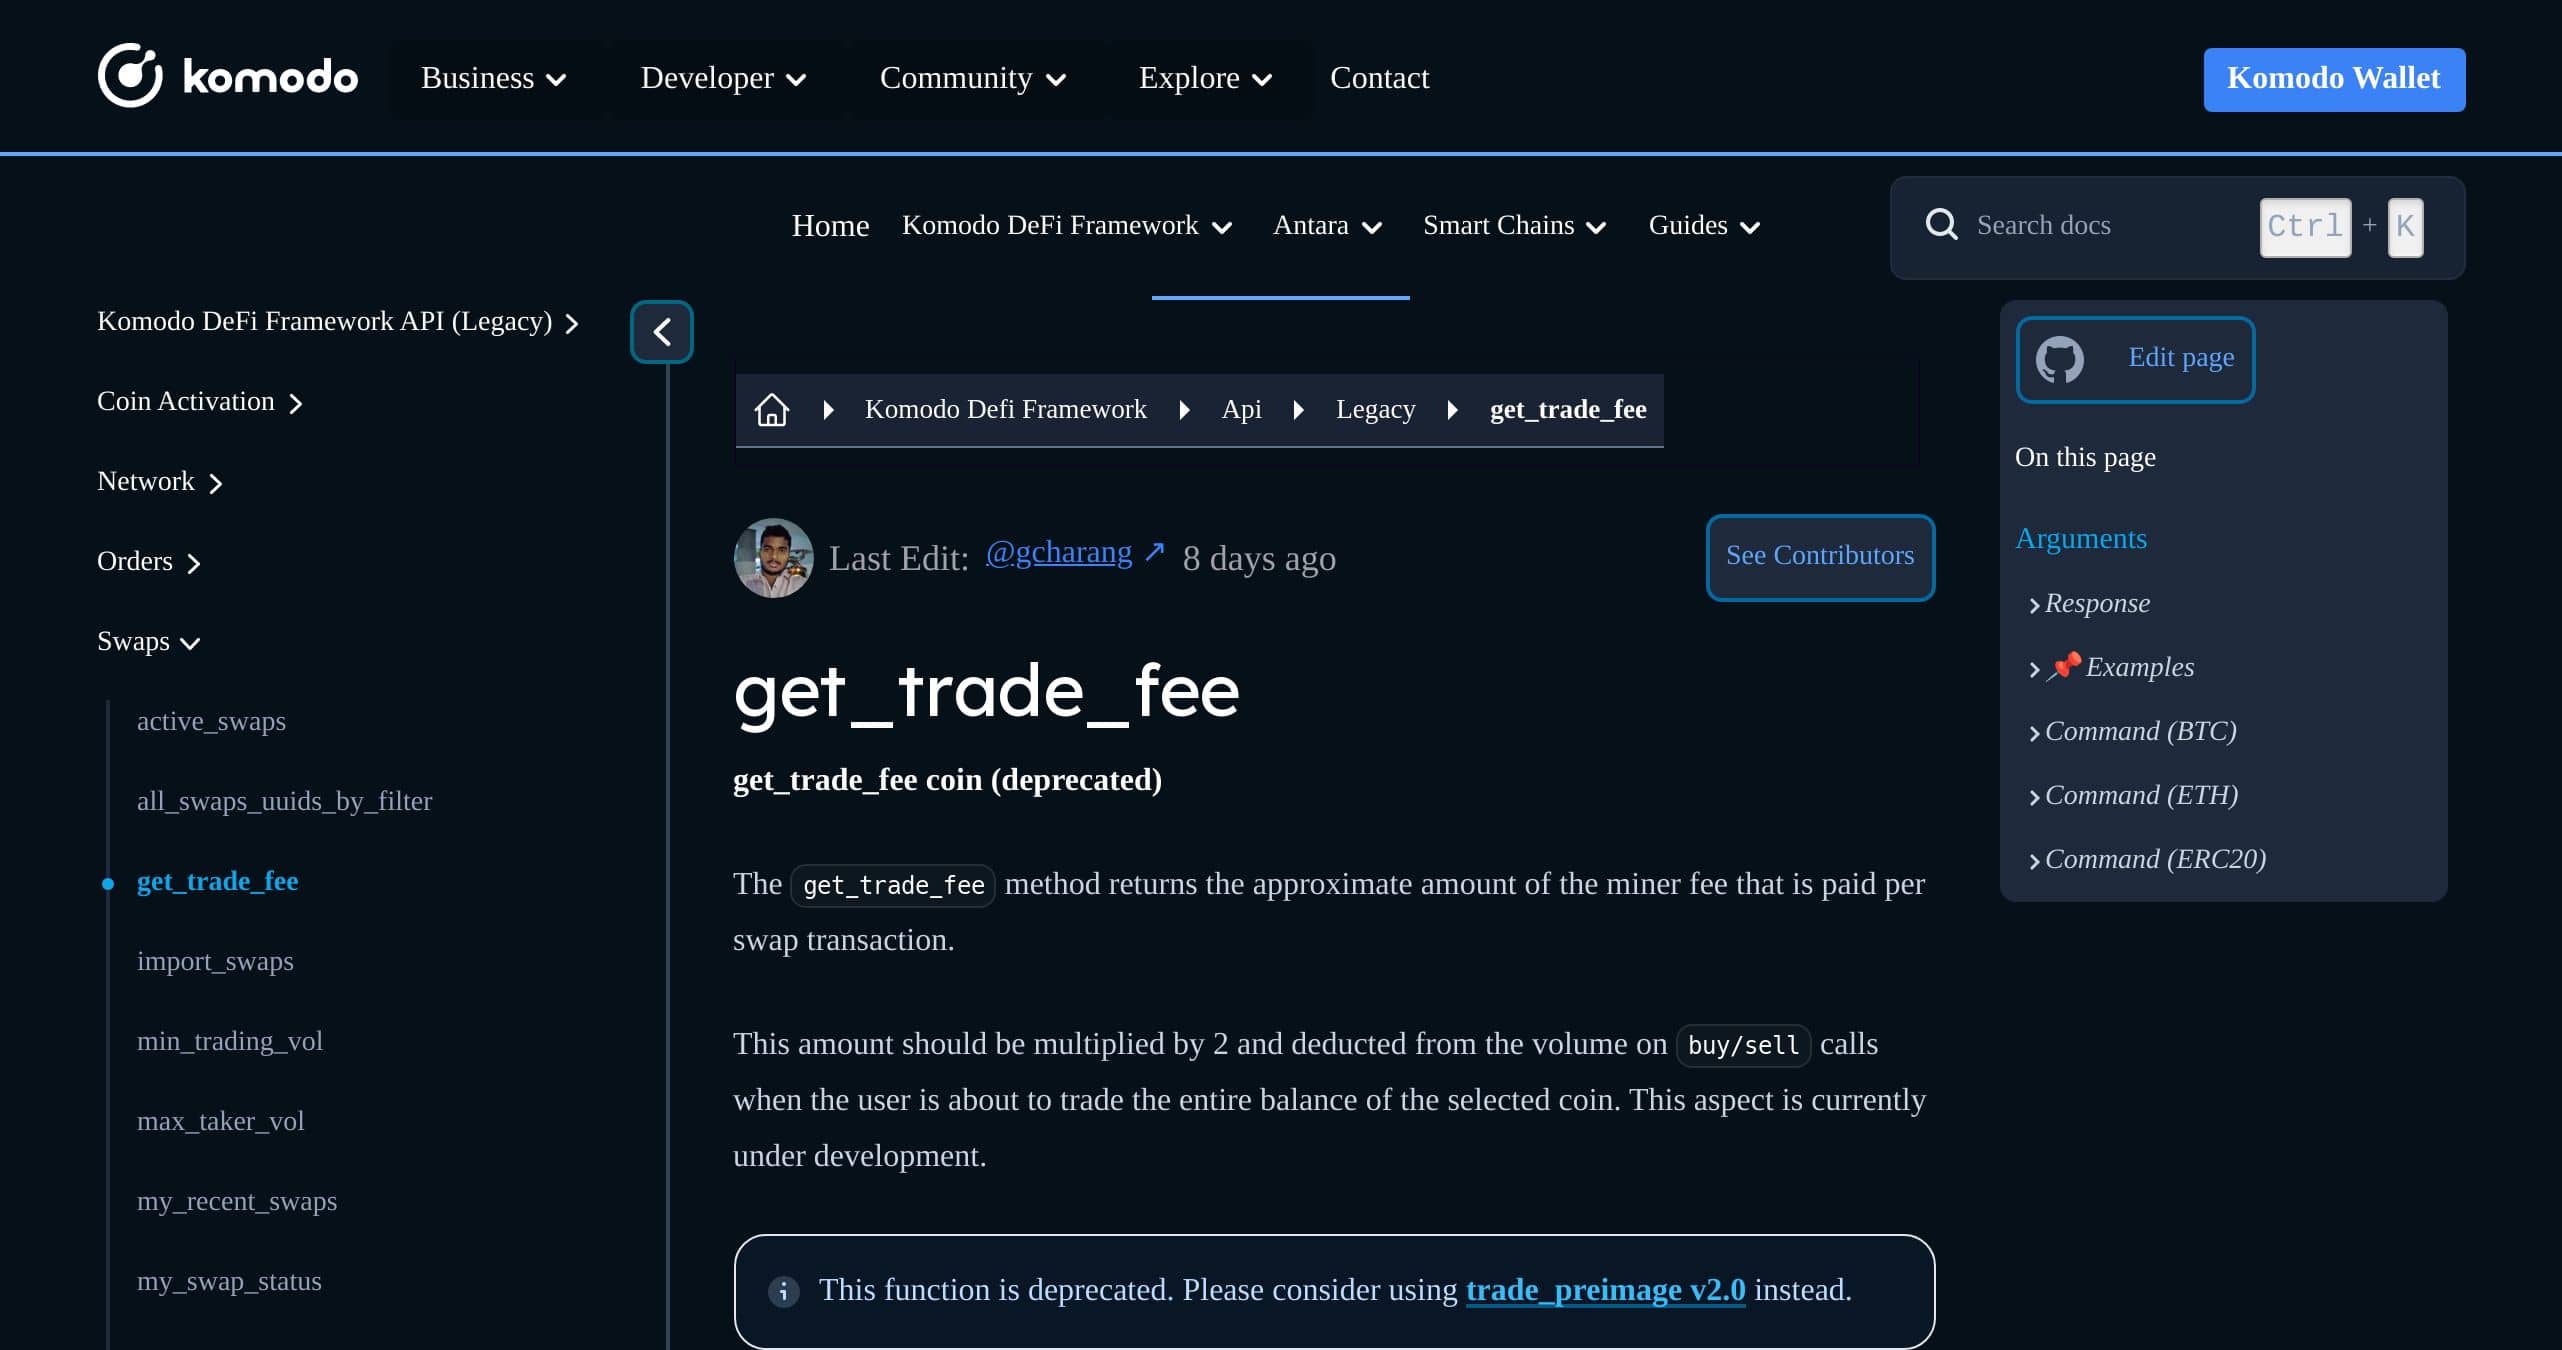 komodo
Business
Developer
Community
Explore
Contact
Komodo Wallet
Home
Komodo DeFi Framework
Antara
Smart Chains
Guides
Search docs
Ctrl + K
Komodo DeFi Framework API (Legacy)
Coin Activation
Network
Orders
Swaps
active_swaps
all_swaps_uuids_by_filter
get_trade_fee
import_swaps
min_trading_vol
max_taker_vol
my_recent_swaps
my_swap_status
Komodo Defi Framework
Api
Legacy
get_trade_fee
Last Edit: @gcharang ↗ 8 days ago
See Contributors
get_trade_fee
get_trade_fee coin (deprecated)
The get_trade_fee method returns the approximate amount of the miner fee that is paid per
swap transaction.
This amount should be multiplied by 2 and deducted from the volume on buy/sell calls
when the user is about to trade the entire balance of the selected coin. This aspect is currently
under development.
This function is deprecated. Please consider using trade_preimage v2.0 instead.
Edit page
On this page
Arguments
Response
📌 Examples
Command (BTC)
Command (ETH)
Command (ERC20)